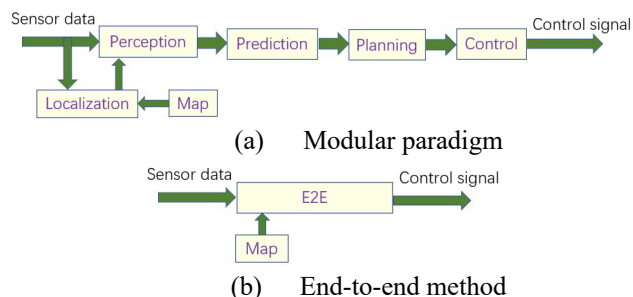 Sensor data
Control signal
Perception
Prediction
Planning
Control
Localization
Map
(a) Modular paradigm
Sensor data
Control signal
E2E
Map
(b) End-to-end method